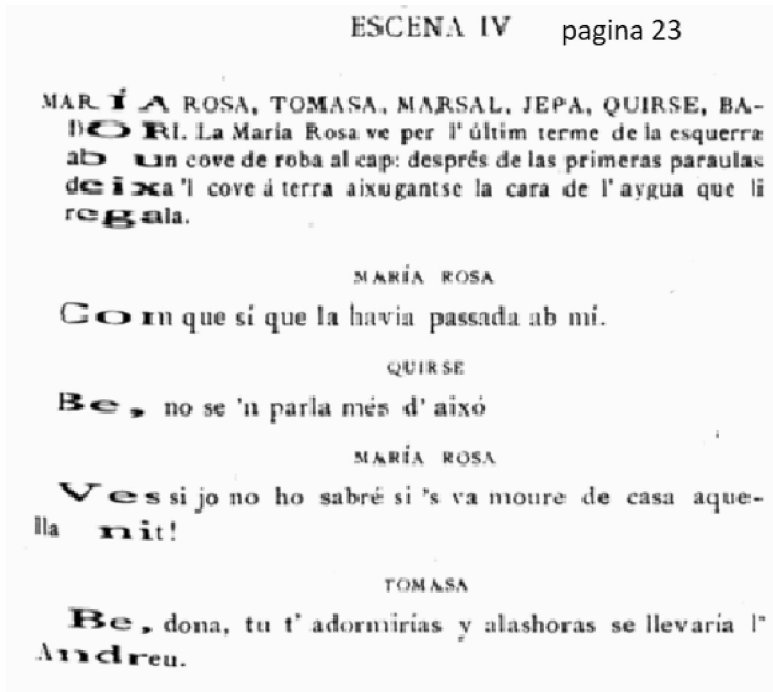 ESCENA IV pagina 23
MARÍA ROSA, TOMASA, MARSAL, JEPA, QUIRSE, BA-
DORI. La María Rosa ve per l' últim terme de la esquerra
ab un cove de roba al cap: després de las primeras paraulas
deixa 'l cove á terra aixugantse la cara de l' aygua que li
regala.
MARÍA ROSA
Com que sí que la havia passada ab mí.
QUIRSE
Be, no se 'n parla més d' aixó
MARÍA ROSA
Ves si jo no ho sabré si 's va moure de casa aque-
lla nit!
TOMASA
Be, dona, tu t' adormirías y alashoras se llevaría l'
Andreu.